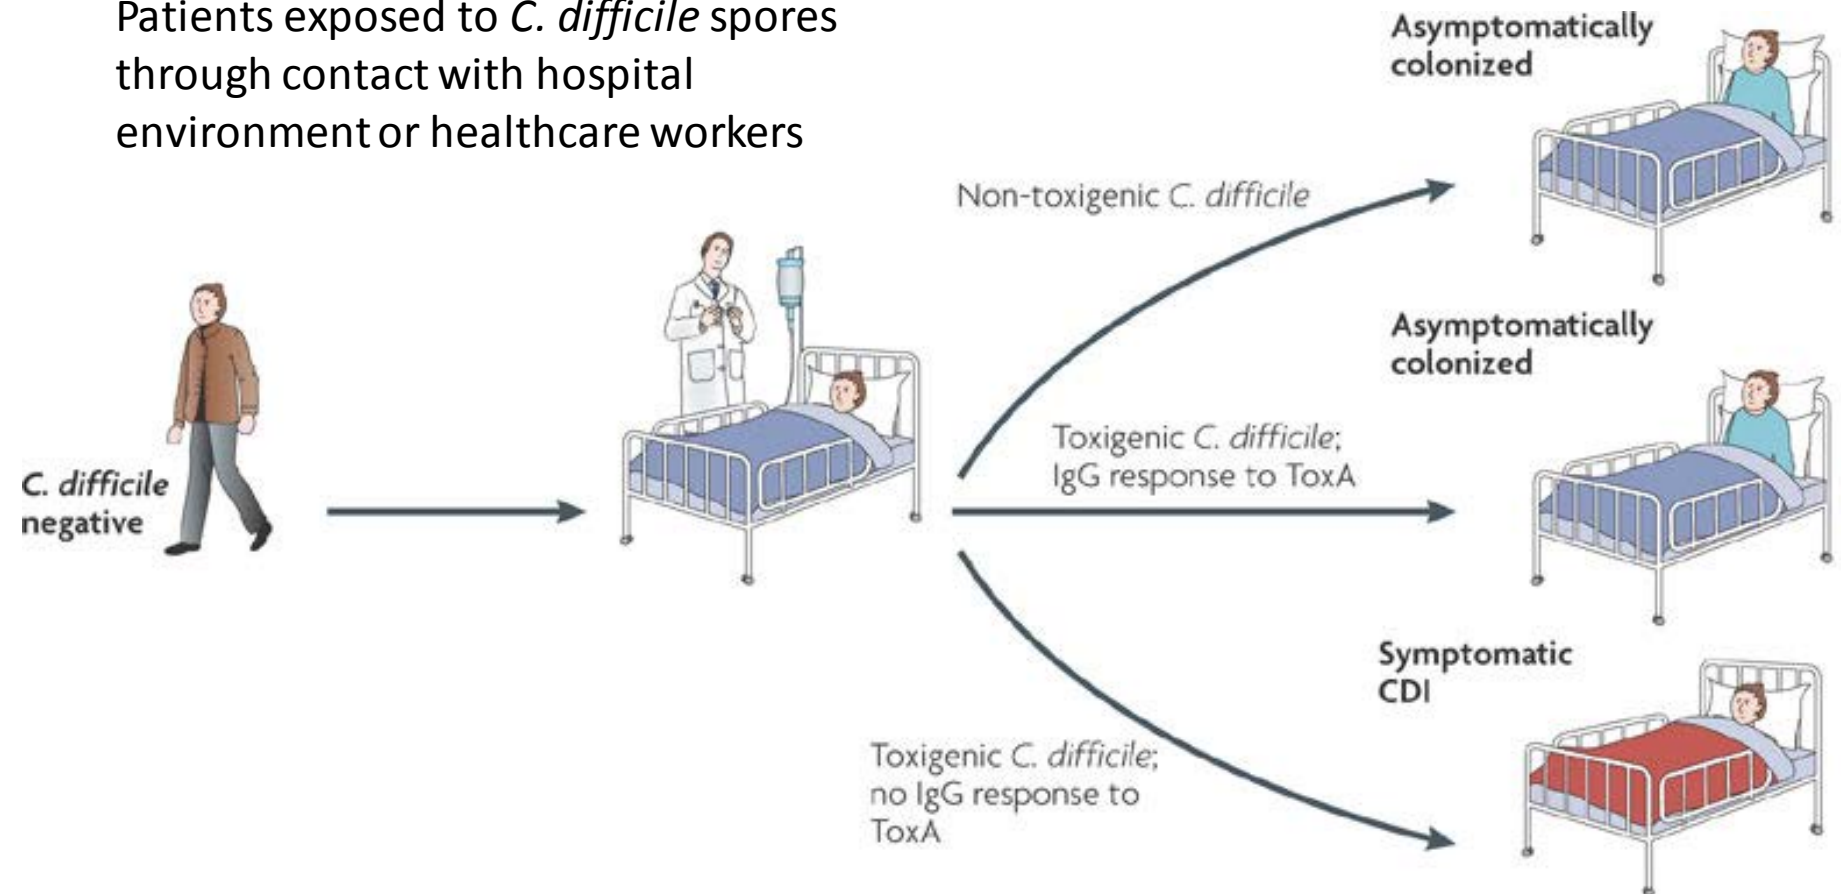 Patients exposed to C. difficile spores
through contact with hospital
environment or healthcare workers
Asymptomatically
colonized
Non-toxigenic C. difficile
Asymptomatically
colonized
Toxigenic C. difficile;
IgG response to ToxA
C. difficile
negative
Symptomatic
CDI
Toxigenic C. difficile;
no IgG response to
ToxA